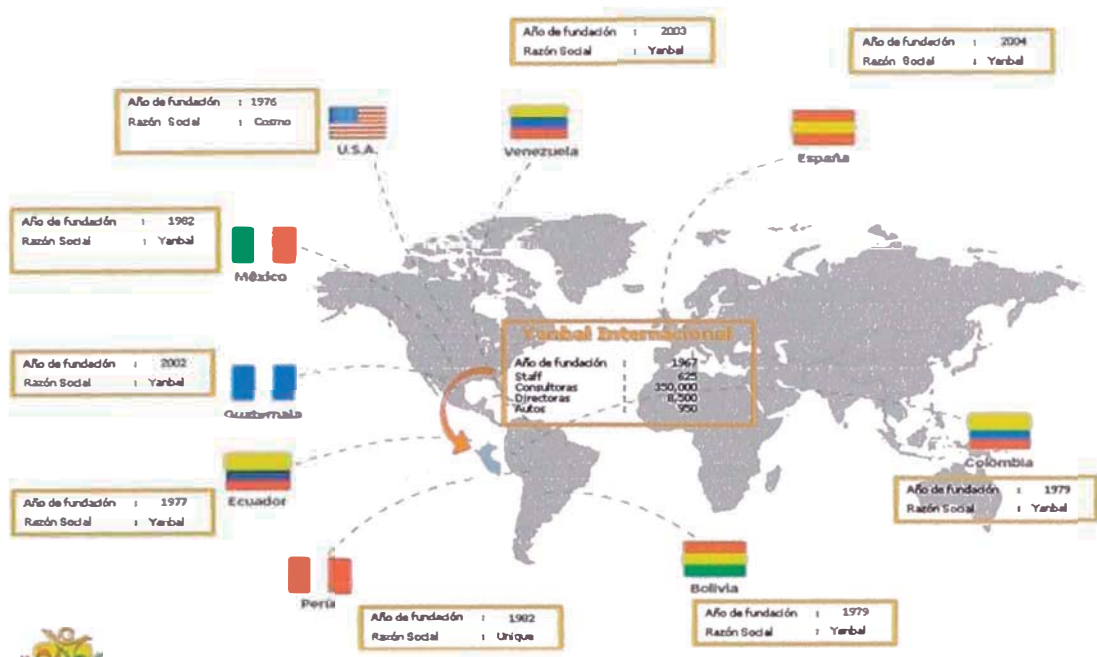 Año de fundación : 2003
Razón Social : Yanbal
Venezuela
Año de fundación : 2004
Razón Social : Yanbal
España
Año de fundación : 1976
Razón Social : Cosmo
U.S.A.
Año de fundación : 1982
Razón Social : Yanbal
México
Yanbal Internacional
Año de fundación : 1967
Staff : 625
Consultoras : 350,000
Directoras : 8,500
Autos : 950
Año de fundación : 2002
Razón Social : Yanbal
Guatemala
Colombia
Año de fundación : 1979
Razón Social : Yanbal
Ecuador
Año de fundación : 1977
Razón Social : Yanbal
Perú
Año de fundación : 1982
Razón Social : Unique
Bolivia
Año de fundación : 1979
Razón Social : Yanbal